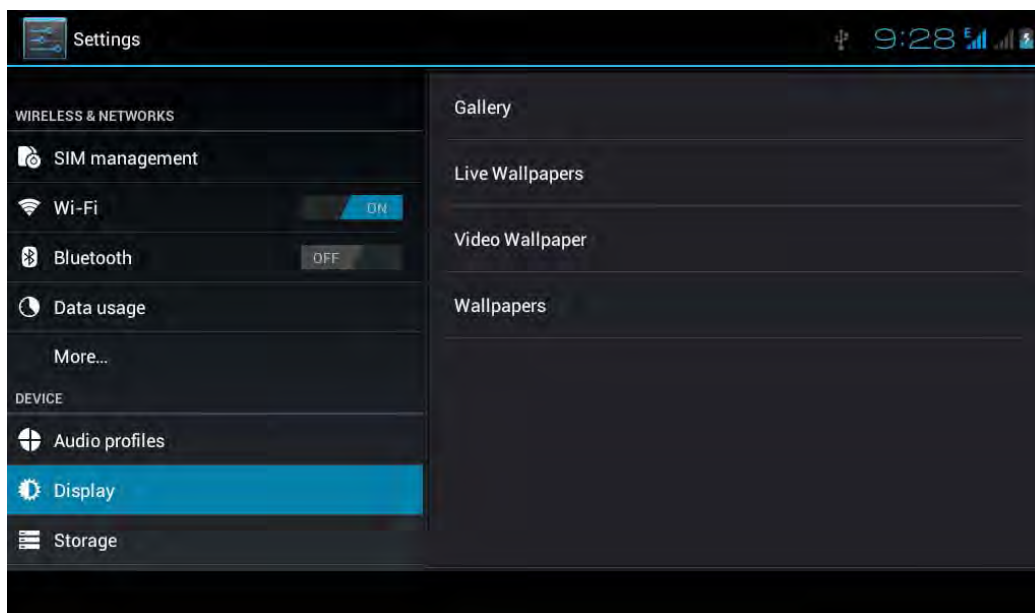 Settings
9:28
E
WIRELESS & NETWORKS
SIM management
Wi-Fi
ON
Bluetooth
OFF
Data usage
More...
DEVICE
Audio profiles
Display
Storage
Gallery
Live Wallpapers
Video Wallpaper
Wallpapers